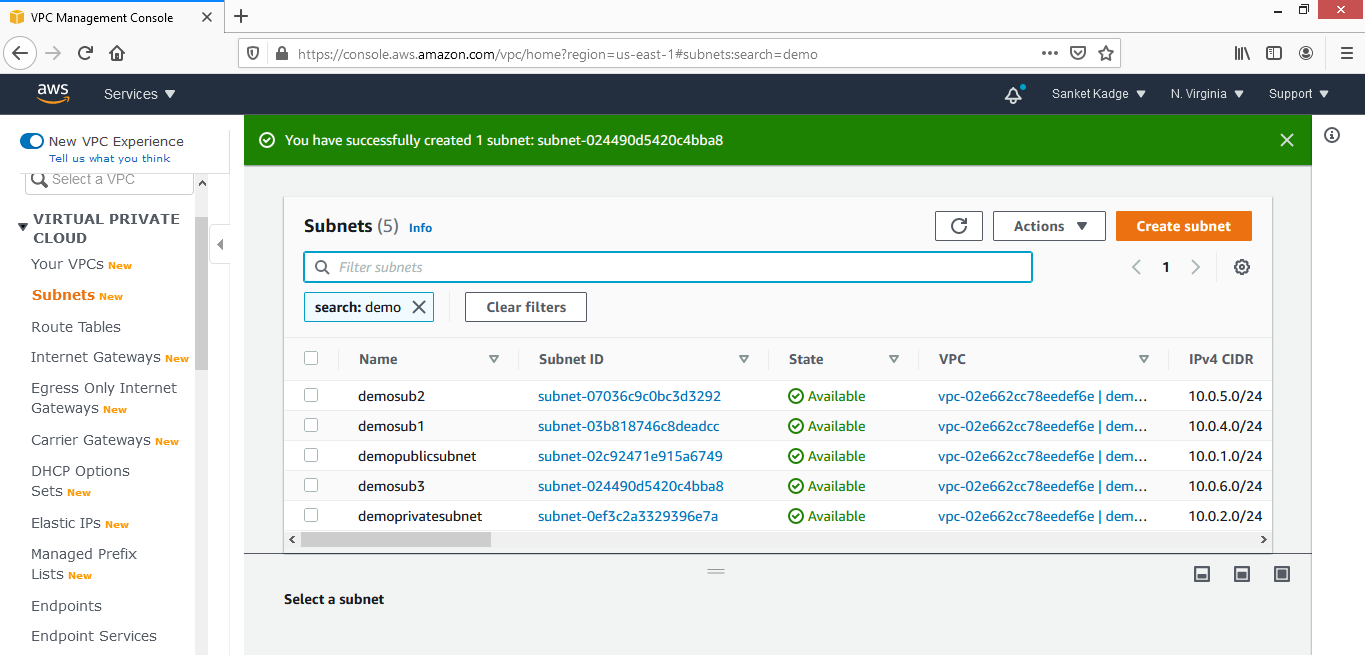 VPC Management Console
https://console.aws.amazon.com/vpc/home?region=us-east-1#subnets:search=demo
aws Services Sanket Kadge N. Virginia Support
New VPC Experience
Tell us what you think
Select a VPC
VIRTUAL PRIVATE
CLOUD
Your VPCs New
Subnets New
Route Tables
Internet Gateways New
Egress Only Internet
Gateways New
Carrier Gateways New
DHCP Options
Sets New
Elastic IPs New
Managed Prefix
Lists New
Endpoints
Endpoint Services
You have successfully created 1 subnet: subnet-024490d5420c4bba8
Subnets (5) Info Actions Create subnet
Filter subnets 1
search: demo Clear filters
Name Subnet ID State VPC IPv4 CIDR
demosub2 subnet-07036c9c0bc3d3292 Available vpc-02e662cc78eedef6e | dem... 10.0.5.0/24
demosub1 subnet-03b818746c8deadcc Available vpc-02e662cc78eedef6e | dem... 10.0.4.0/24
demopublicsubnet subnet-02c92471e915a6749 Available vpc-02e662cc78eedef6e | dem... 10.0.1.0/24
demosub3 subnet-024490d5420c4bba8 Available vpc-02e662cc78eedef6e | dem... 10.0.6.0/24
demoprivatesubnet subnet-0ef3c2a3329396e7a Available vpc-02e662cc78eedef6e | dem... 10.0.2.0/24
Select a subnet